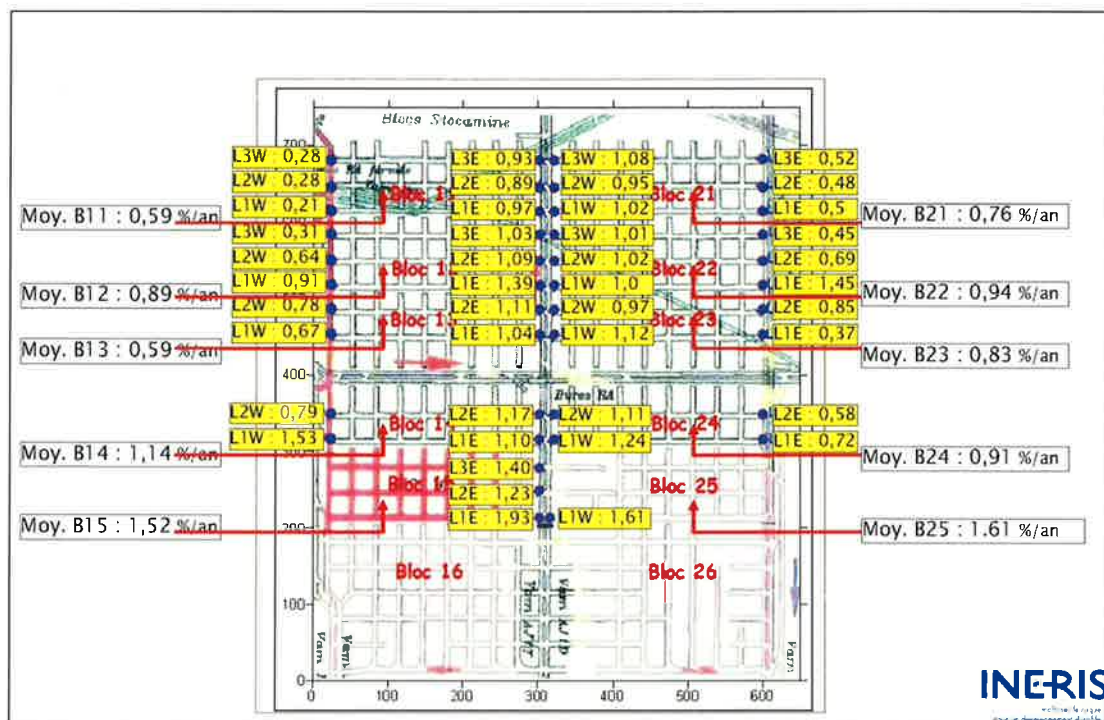 Blocs Stocamine
L3W : 0,28
L3E : 0,93
L3W : 1,08
L3E : 0,52
L2W : 0,28
L2E : 0,89
L2W : 0,95
L2E : 0,48
Bloc
21
L1W : 0,21
L1E : 0,97
L1W : 1,02
L1E : 0,5
Moy. B11 : 0,59 %/an
Moy. B21 : 0,76 %/an
L3W : 0,31
L3E : 1,03
L3W : 1,01
L3E : 0,45
L2W : 0,64
L2E : 1,09
L2W : 1,02
L2E : 0,69
Bloc
22
L1W : 0,91
L1E : 1,39
L1W : 1,0
L1E : 1,45
Moy. B12 : 0,89 %/an
Moy. B22 : 0,94 %/an
L2W : 0,78
L2E : 1,11
L2W : 0,97
L2E : 0,85
Bloc
23
L1W : 0,67
L1E : 1,04
L1W : 1,12
L1E : 0,37
Moy. B13 : 0,59 %/an
Moy. B23 : 0,83 %/an
400
Bures RA
L2W : 0,79
L2E : 1,17
L2W : 1,11
L2E : 0,58
Bloc
24
L1W : 1,53
L1E : 1,10
L1W : 1,24
L1E : 0,72
Moy. B14 : 1,14 %/an
Moy. B24 : 0,91 %/an
L3E : 1,40
Bloc
Bloc 25
L2E : 1,23
L1E : 1,93
L1W : 1,61
Moy. B15 : 1,52 %/an
Moy. B25 : 1.61 %/an
200
Bloc 16
Bloc 26
100
0
0
100
200
300
400
500
600
INERIS